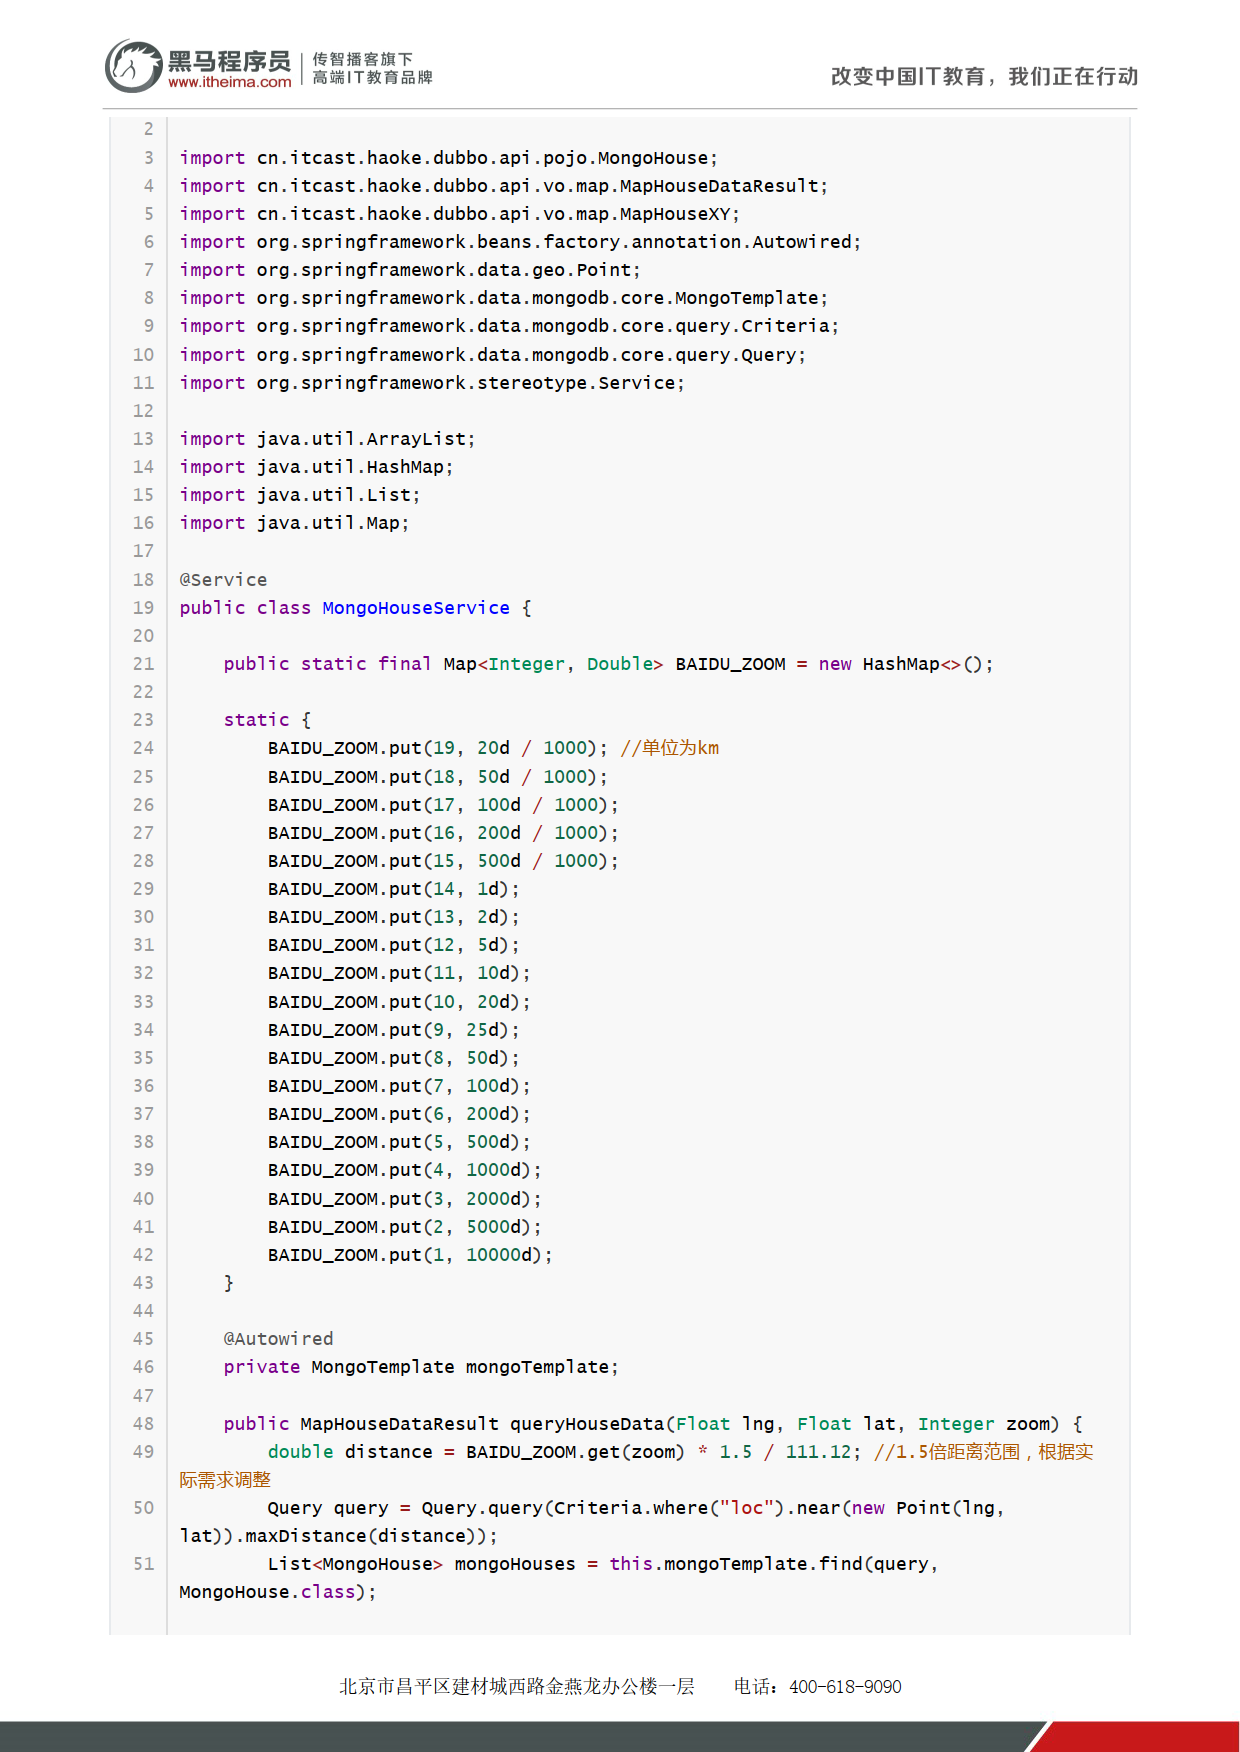 黑马程序员
www.itheima.com
传智播客旗下
高端IT教育品牌
改变中国IT教育，我们正在行动
2
3 import cn.itcast.haoke.dubbo.api.pojo.MongoHouse;
4 import cn.itcast.haoke.dubbo.api.vo.map.MapHouseDataResult;
5 import cn.itcast.haoke.dubbo.api.vo.map.MapHouseXY;
6 import org.springframework.beans.factory.annotation.Autowired;
7 import org.springframework.data.geo.Point;
8 import org.springframework.data.mongodb.core.MongoTemplate;
9 import org.springframework.data.mongodb.core.query.Criteria;
10 import org.springframework.data.mongodb.core.query.Query;
11 import org.springframework.stereotype.Service;
12
13 import java.util.ArrayList;
14 import java.util.HashMap;
15 import java.util.List;
16 import java.util.Map;
17
18 @Service
19 public class MongoHouseService {
20
21     public static final Map<Integer, Double> BAIDU_ZOOM = new HashMap<>();
22
23     static {
24         BAIDU_ZOOM.put(19, 20d / 1000); //单位为km
25         BAIDU_ZOOM.put(18, 50d / 1000);
26         BAIDU_ZOOM.put(17, 100d / 1000);
27         BAIDU_ZOOM.put(16, 200d / 1000);
28         BAIDU_ZOOM.put(15, 500d / 1000);
29         BAIDU_ZOOM.put(14, 1d);
30         BAIDU_ZOOM.put(13, 2d);
31         BAIDU_ZOOM.put(12, 5d);
32         BAIDU_ZOOM.put(11, 10d);
33         BAIDU_ZOOM.put(10, 20d);
34         BAIDU_ZOOM.put(9, 25d);
35         BAIDU_ZOOM.put(8, 50d);
36         BAIDU_ZOOM.put(7, 100d);
37         BAIDU_ZOOM.put(6, 200d);
38         BAIDU_ZOOM.put(5, 500d);
39         BAIDU_ZOOM.put(4, 1000d);
40         BAIDU_ZOOM.put(3, 2000d);
41         BAIDU_ZOOM.put(2, 5000d);
42         BAIDU_ZOOM.put(1, 10000d);
43     }
44
45     @Autowired
46     private MongoTemplate mongoTemplate;
47
48     public MapHouseDataResult queryHouseData(Float lng, Float lat, Integer zoom) {
49         double distance = BAIDU_ZOOM.get(zoom) * 1.5 / 111.12; //1.5倍距离范围，根据实
际需求调整
50         Query query = Query.query(Criteria.where("loc").near(new Point(lng,
lat)).maxDistance(distance));
51         List<MongoHouse> mongoHouses = this.mongoTemplate.find(query,
MongoHouse.class);
北京市昌平区建材城西路金燕龙办公楼一层 电话：400-618-9090